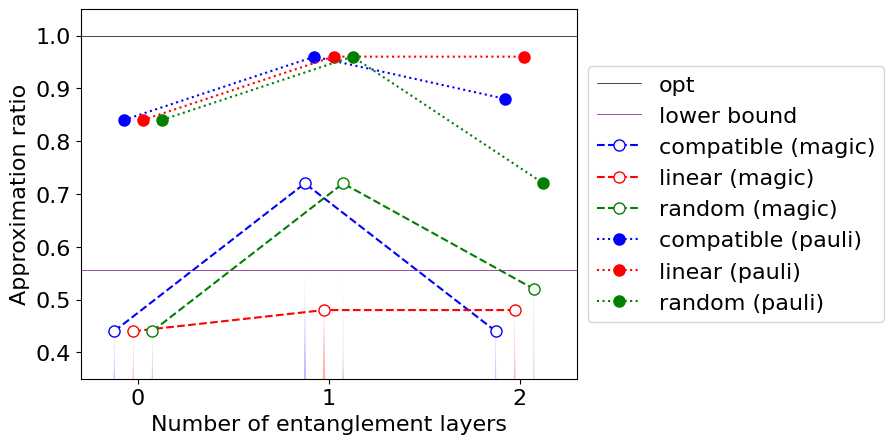 1.0
0.9
0.8
0.7
0.6
0.5
0.4
Approximation ratio
0
1
2
Number of entanglement layers
opt
lower bound
compatible (magic)
linear (magic)
random (magic)
compatible (pauli)
linear (pauli)
random (pauli)